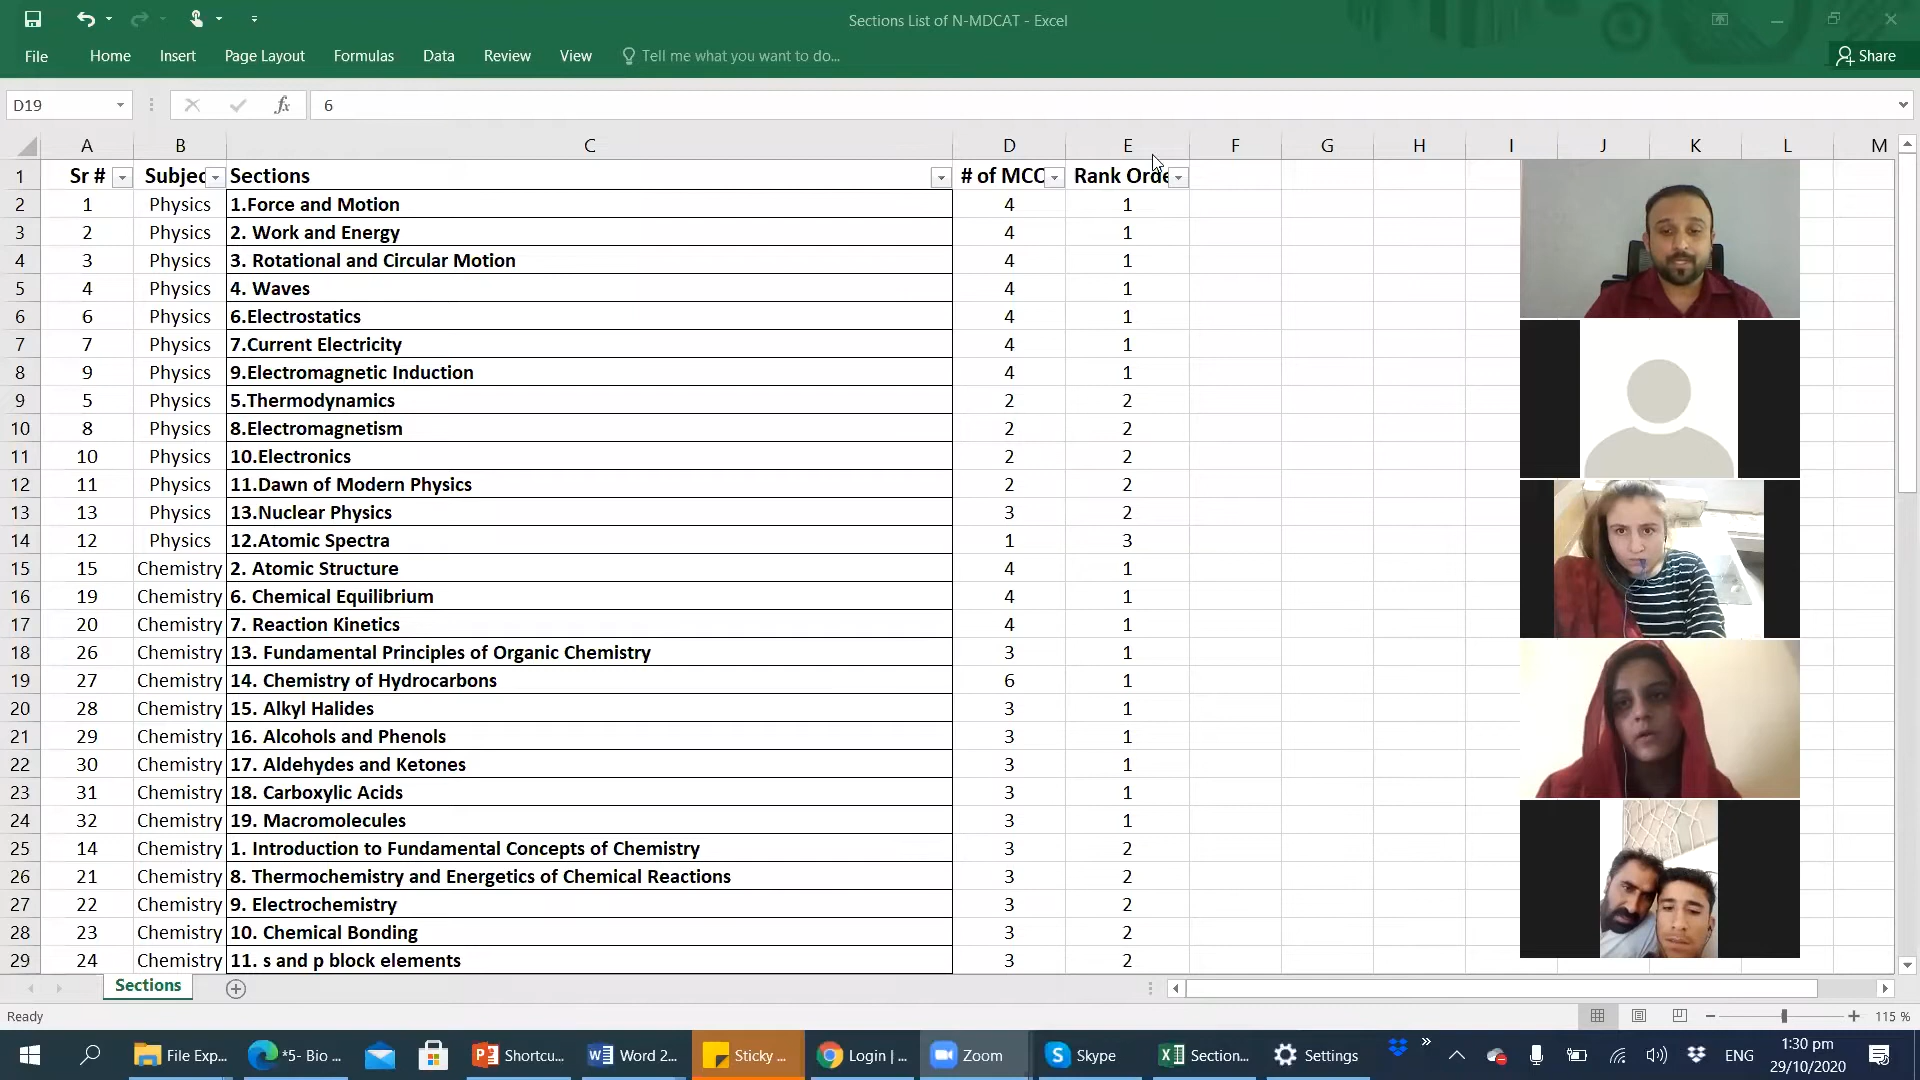 Sections List of N-MDCAT - Excel
File Home Insert Page Layout Formulas Data Review View Tell me what you want to do... Share
D19 fx 6
A B C D E F G H I J K L M
1 Sr # Subjec Sections # of MCC Rank Orde
2 1 Physics 1.Force and Motion 4 1
3 2 Physics 2. Work and Energy 4 1
4 3 Physics 3. Rotational and Circular Motion 4 1
5 4 Physics 4. Waves 4 1
6 6 Physics 6.Electrostatics 4 1
7 7 Physics 7.Current Electricity 4 1
8 9 Physics 9.Electromagnetic Induction 4 1
9 5 Physics 5.Thermodynamics 2 2
10 8 Physics 8.Electromagnetism 2 2
11 10 Physics 10.Electronics 2 2
12 11 Physics 11.Dawn of Modern Physics 2 2
13 13 Physics 13.Nuclear Physics 3 2
14 12 Physics 12.Atomic Spectra 1 3
15 15 Chemistry 2. Atomic Structure 4 1
16 19 Chemistry 6. Chemical Equilibrium 4 1
17 20 Chemistry 7. Reaction Kinetics 4 1
18 26 Chemistry 13. Fundamental Principles of Organic Chemistry 3 1
19 27 Chemistry 14. Chemistry of Hydrocarbons 6 1
20 28 Chemistry 15. Alkyl Halides 3 1
21 29 Chemistry 16. Alcohols and Phenols 3 1
22 30 Chemistry 17. Aldehydes and Ketones 3 1
23 31 Chemistry 18. Carboxylic Acids 3 1
24 32 Chemistry 19. Macromolecules 3 1
25 14 Chemistry 1. Introduction to Fundamental Concepts of Chemistry 3 2
26 21 Chemistry 8. Thermochemistry and Energetics of Chemical Reactions 3 2
27 22 Chemistry 9. Electrochemistry 3 2
28 23 Chemistry 10. Chemical Bonding 3 2
29 24 Chemistry 11. s and p block elements 3 2
Sections
Ready 115 %
File Exp... *5- Bio ... Shortcu... Word 2... Sticky ... Login | ... Zoom Skype Section... Settings ENG 1:30 pm
29/10/2020